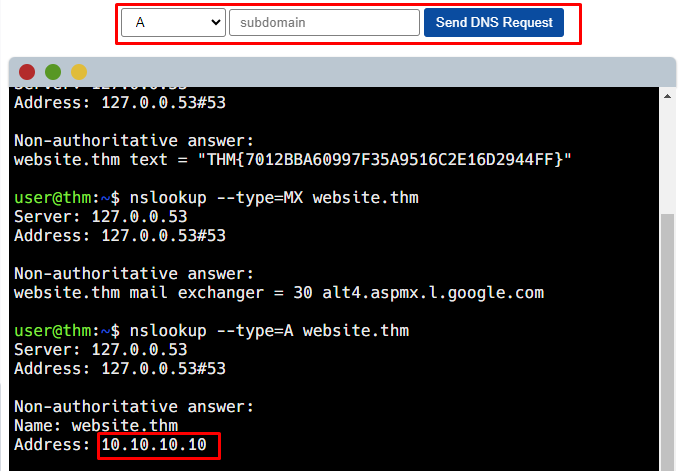 A subdomain Send DNS Request
Server: 127.0.0.53
Address: 127.0.0.53#53
Non-authoritative answer:
website.thm text = "THM{7012BBA60997F35A9516C2E16D2944FF}"
user@thm:~$ nslookup --type=MX website.thm
Server: 127.0.0.53
Address: 127.0.0.53#53
Non-authoritative answer:
website.thm mail exchanger = 30 alt4.aspmx.l.google.com
user@thm:~$ nslookup --type=A website.thm
Server: 127.0.0.53
Address: 127.0.0.53#53
Non-authoritative answer:
Name: website.thm
Address: 10.10.10.10